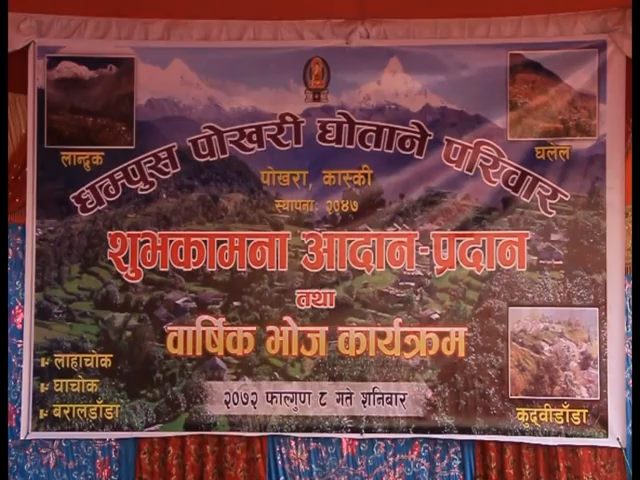 लान्द्रुक
धम्पुस पोखरी घोताने परिवार
घलेल
पोखरा, कास्की
स्थापनाः २०४७
शुभकामना आदान-प्रदान
तथा
वार्षिक भोज कार्यक्रम
लाहाचोक
घाचोक
बरालडाँडा
२०७२ फाल्गुण ८ गते शनिबार
कुदवीडाँडा